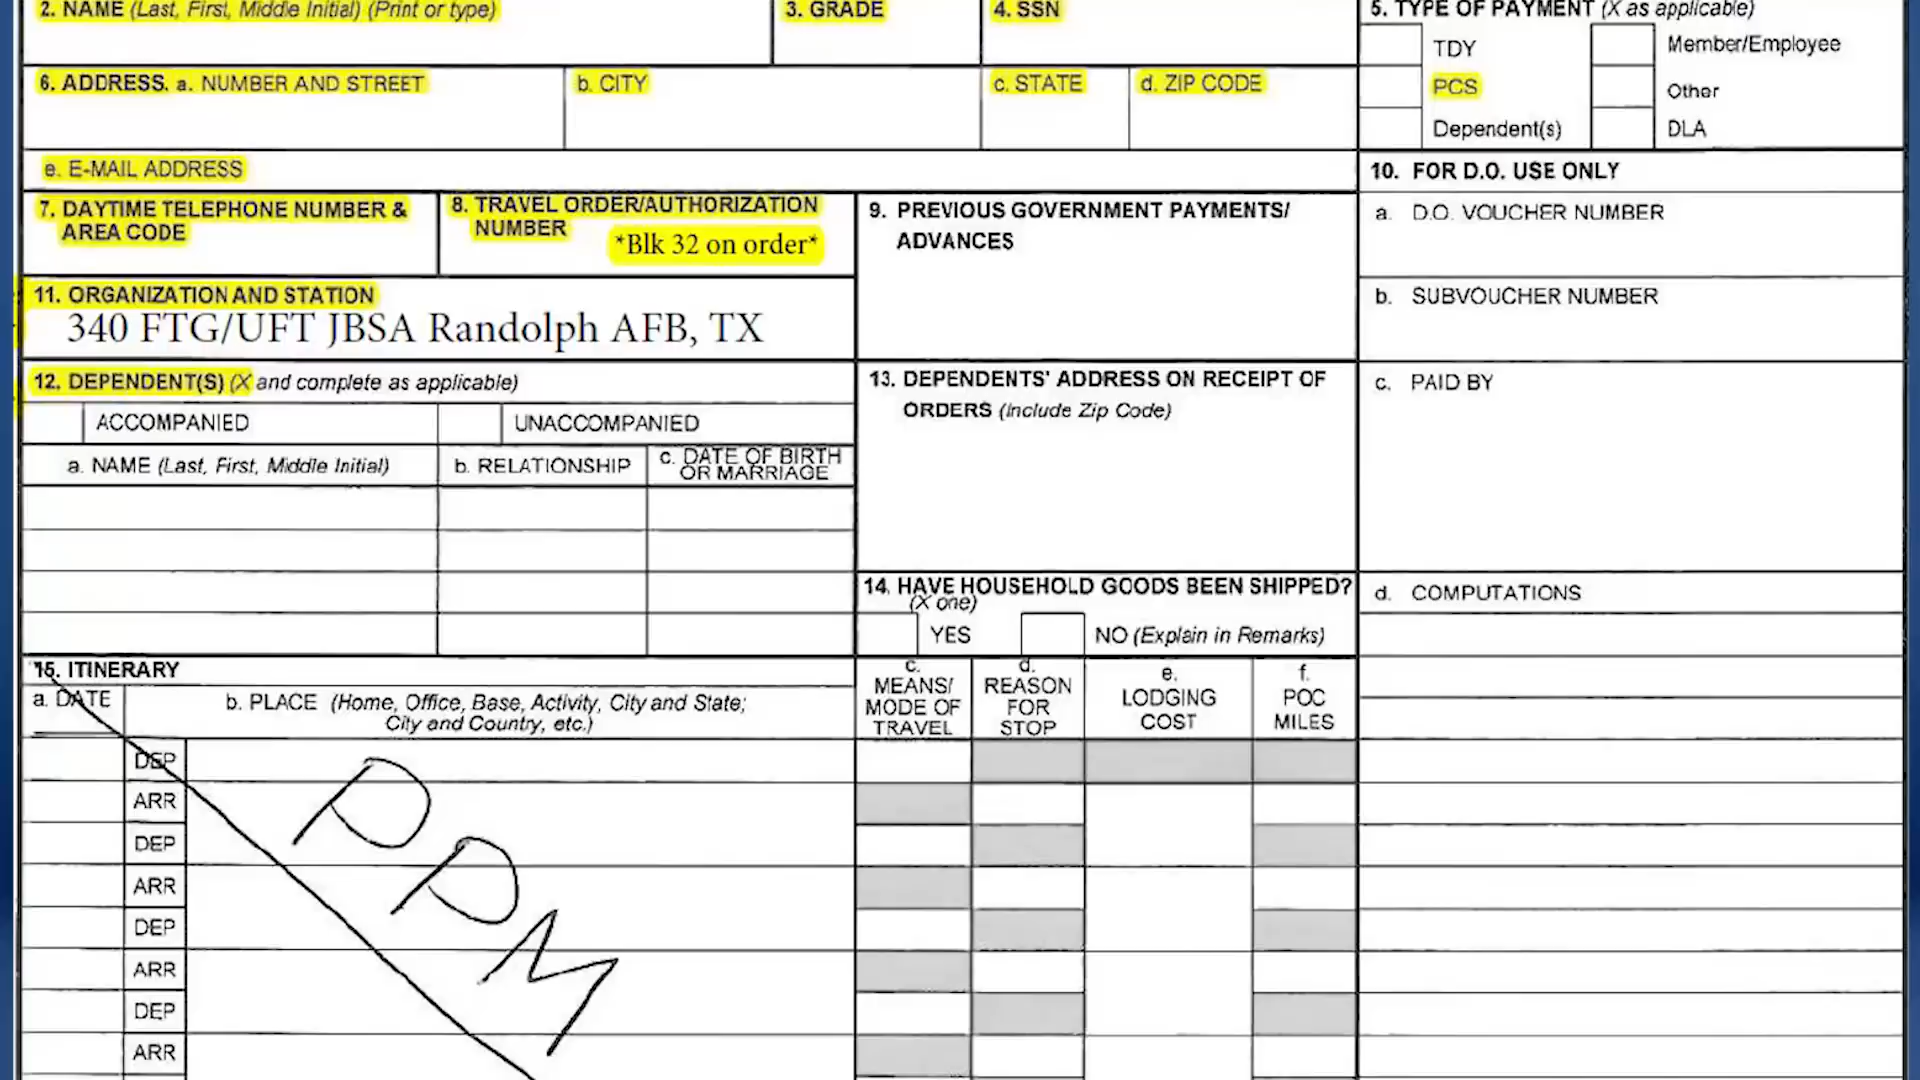 2. NAME (Last, First, Middle Initial) (Print or type)
3. GRADE
4. SSN
5. TYPE OF PAYMENT (X as applicable)
TDY
Member/Employee
PCS
Other
Dependent(s)
DLA
6. ADDRESS. a. NUMBER AND STREET
b. CITY
c. STATE
d. ZIP CODE
e. E-MAIL ADDRESS
7. DAYTIME TELEPHONE NUMBER &
AREA CODE
8. TRAVEL ORDER/AUTHORIZATION
NUMBER
*Blk 32 on order*
9. PREVIOUS GOVERNMENT PAYMENTS/
ADVANCES
10. FOR D.O. USE ONLY
a. D.O. VOUCHER NUMBER
b. SUBVOUCHER NUMBER
11. ORGANIZATION AND STATION
340 FTG/UFT JBSA Randolph AFB, TX
12. DEPENDENT(S) (X and complete as applicable)
ACCOMPANIED
UNACCOMPANIED
a. NAME (Last, First, Middle Initial)
b. RELATIONSHIP
c. DATE OF BIRTH
OR MARRIAGE
13. DEPENDENTS' ADDRESS ON RECEIPT OF
ORDERS (Include Zip Code)
c. PAID BY
14. HAVE HOUSEHOLD GOODS BEEN SHIPPED?
(X one)
YES
NO (Explain in Remarks)
d. COMPUTATIONS
15. ITINERARY
a. DATE
b. PLACE (Home, Office, Base, Activity, City and State;
City and Country, etc.)
c.
MEANS/
MODE OF
TRAVEL
d.
REASON
FOR
STOP
e.
LODGING
COST
f.
POC
MILES
DEP
ARR
DEP
ARR
DEP
ARR
DEP
ARR
PPM